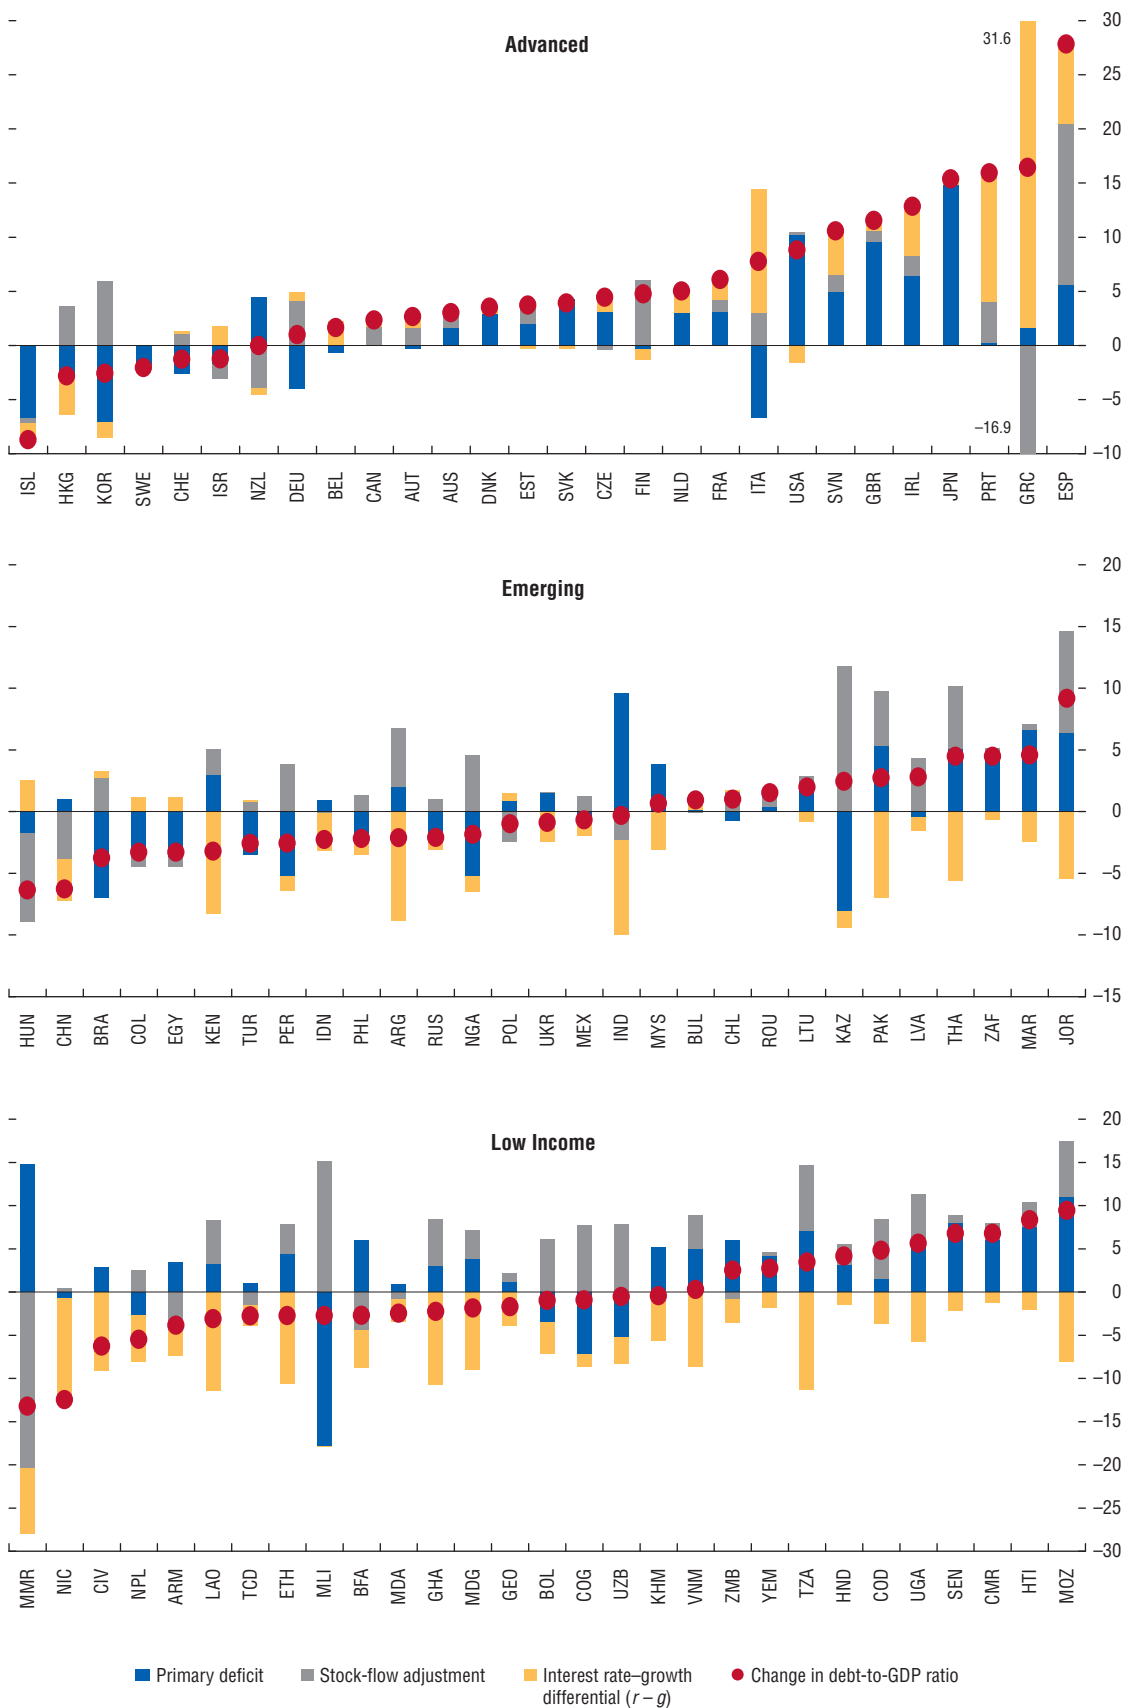 Advanced
30
25
20
15
10
5
0
–5
–10
31.6
–16.9
ISL HKG KOR SWE CHE ISR NZL DEU BEL CAN AUT AUS DNK EST SVK CZE FIN NLD FRA ITA USA SVN GBR IRL JPN PRT GRC ESP
Emerging
20
15
10
5
0
–5
–10
–15
HUN CHN BRA COL EGY KEN TUR PER IDN PHL ARG RUS NGA POL UKR MEX IND MYS BUL CHL ROU LTU KAZ PAK LVA THA ZAF MAR JOR
Low Income
20
15
10
5
0
–5
–10
–15
–20
–25
–30
MMR NIC CIV NPL ARM LAO TCD ETH MLI BFA MDA GHA MDG GEO BOL COG UZB KHM VNM ZMB YEM TZA HND COD UGA SEN CMR HTI MOZ
Primary deficit
Stock-flow adjustment
Interest rate–growth
differential (r – g)
Change in debt-to-GDP ratio